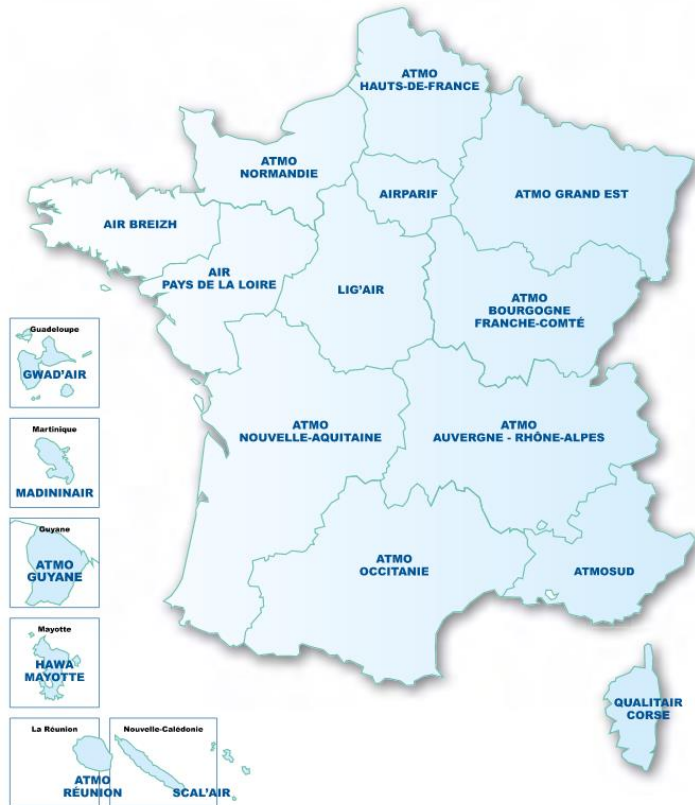 ATMO
HAUTS-DE-FRANCE
ATMO
NORMANDIE
AIRPARIF
ATMO GRAND EST
AIR BREIZH
AIR
PAYS DE LA LOIRE
LIG'AIR
ATMO
BOURGOGNE
FRANCHE-COMTÉ
Guadeloupe
GWAD'AIR
ATMO
NOUVELLE-AQUITAINE
ATMO
AUVERGNE - RHÔNE-ALPES
Martinique
MADININAIR
Guyane
ATMO
GUYANE
ATMO
OCCITANIE
ATMOSUD
Mayotte
HAWA
MAYOTTE
QUALITAIR
CORSE
La Réunion
ATMO
RÉUNION
Nouvelle-Calédonie
SCAL'AIR